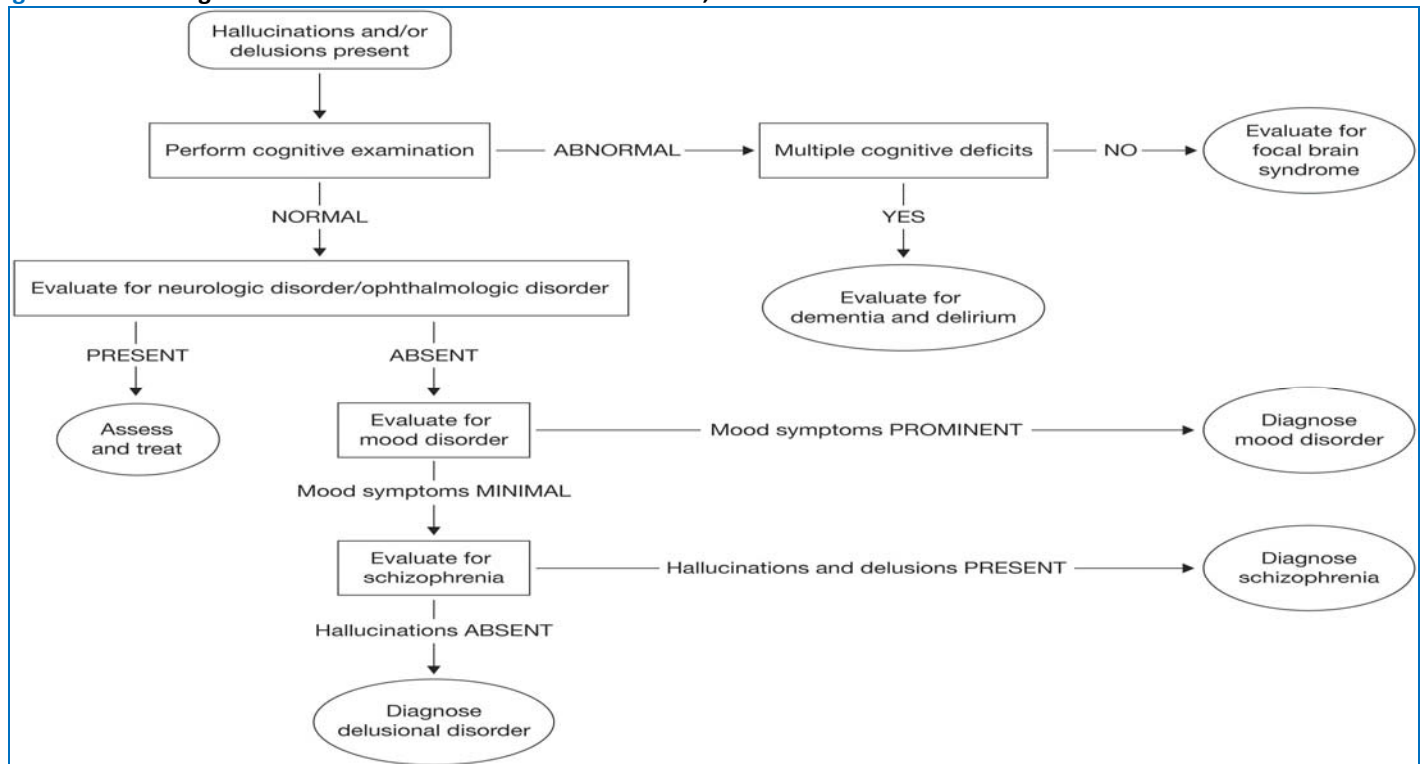 Hallucinations and/or
delusions present
Perform cognitive examination
ABNORMAL
Multiple cognitive deficits
NO
Evaluate for
focal brain
syndrome
NORMAL
YES
Evaluate for neurologic disorder/ophthalmologic disorder
Evaluate for
dementia and delirium
PRESENT
ABSENT
Assess
and treat
Evaluate for
mood disorder
Mood symptoms PROMINENT
Diagnose
mood disorder
Mood symptoms MINIMAL
Evaluate for
schizophrenia
Hallucinations and delusions PRESENT
Diagnose
schizophrenia
Hallucinations ABSENT
Diagnose
delusional disorder